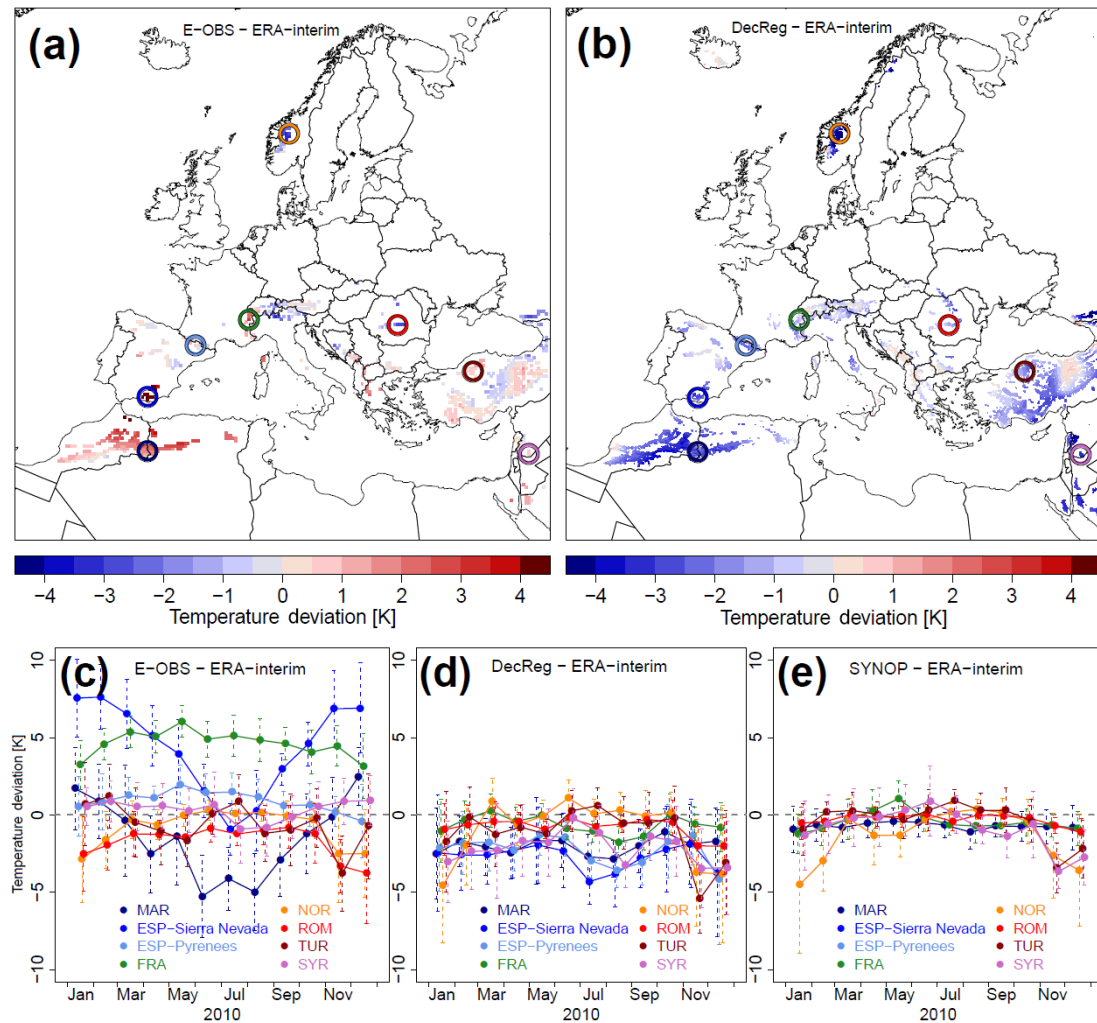 (a) E-OBS − ERA−interim
(b) DecReg − ERA−interim
−4 −3 −2 −1 0 1 2 3 4
Temperature deviation [K]
−4 −3 −2 −1 0 1 2 3 4
Temperature deviation [K]
(c) E-OBS − ERA−interim
(d) DecReg − ERA−interim
(e) SYNOP − ERA−interim
Temperature deviation [K]
10
5
0
−5
−10
MAR NOR
ESP−Sierra Nevada ROM
ESP−Pyrenees TUR
FRA SYR
Jan Mar May Jul Sep Nov
2010
MAR NOR
ESP−Sierra Nevada ROM
ESP−Pyrenees TUR
FRA SYR
Jan Mar May Jul Sep Nov
2010
10
5
0
−5
−10
MAR NOR
ESP−Sierra Nevada ROM
ESP−Pyrenees TUR
FRA SYR
Jan Mar May Jul Sep Nov
2010
10
5
0
−5
−10